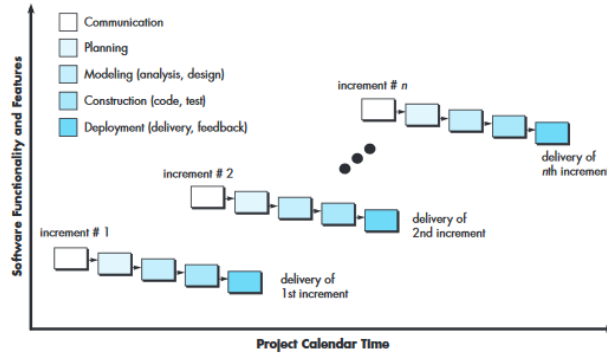 Communication
Planning
Modeling (analysis, design)
Construction (code, test)
Deployment (delivery, feedback)
increment # n
delivery of
nth increment
increment # 2
delivery of
2nd increment
increment # 1
delivery of
1st increment
Software Functionality and Features
Project Calendar Time